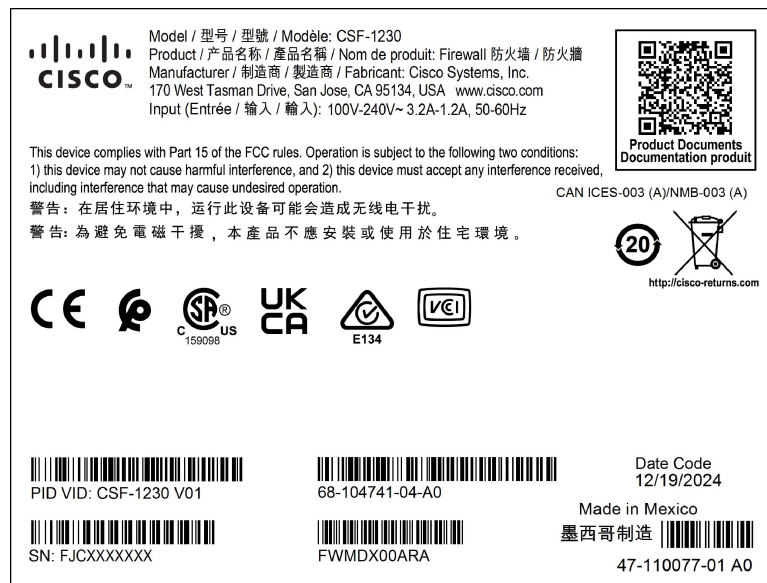 CISCO™
Model / 型号 / 型號 / Modèle: CSF-1230
Product / 产品名称 / 產品名稱 / Nom de produit: Firewall 防火墙 / 防火牆
Manufacturer / 制造商 / 製造商 / Fabricant: Cisco Systems, Inc.
170 West Tasman Drive, San Jose, CA 95134, USA www.cisco.com
Input (Entrée / 输入 / 輸入): 100V-240V~ 3.2A-1.2A, 50-60Hz
Product Documents
Documentation produit
This device complies with Part 15 of the FCC rules. Operation is subject to the following two conditions:
1) this device may not cause harmful interference, and 2) this device must accept any interference received,
including interference that may cause undesired operation.
警告: 在居住环境中，运行此设备可能会造成无线电干扰。
警告: 為避免電磁干擾，本產品不應安裝或使用於住宅環境。
CAN ICES-003 (A)/NMB-003 (A)
20
http://cisco-returns.com
CE
SA®
C US
159098
UK
CA
E134
VCI
PID VID: CSF-1230 V01
68-104741-04-A0
Date Code
12/19/2024
SN: FJCXXXXXXX
FWMDX00ARA
Made in Mexico
墨西哥制造
47-110077-01 A0